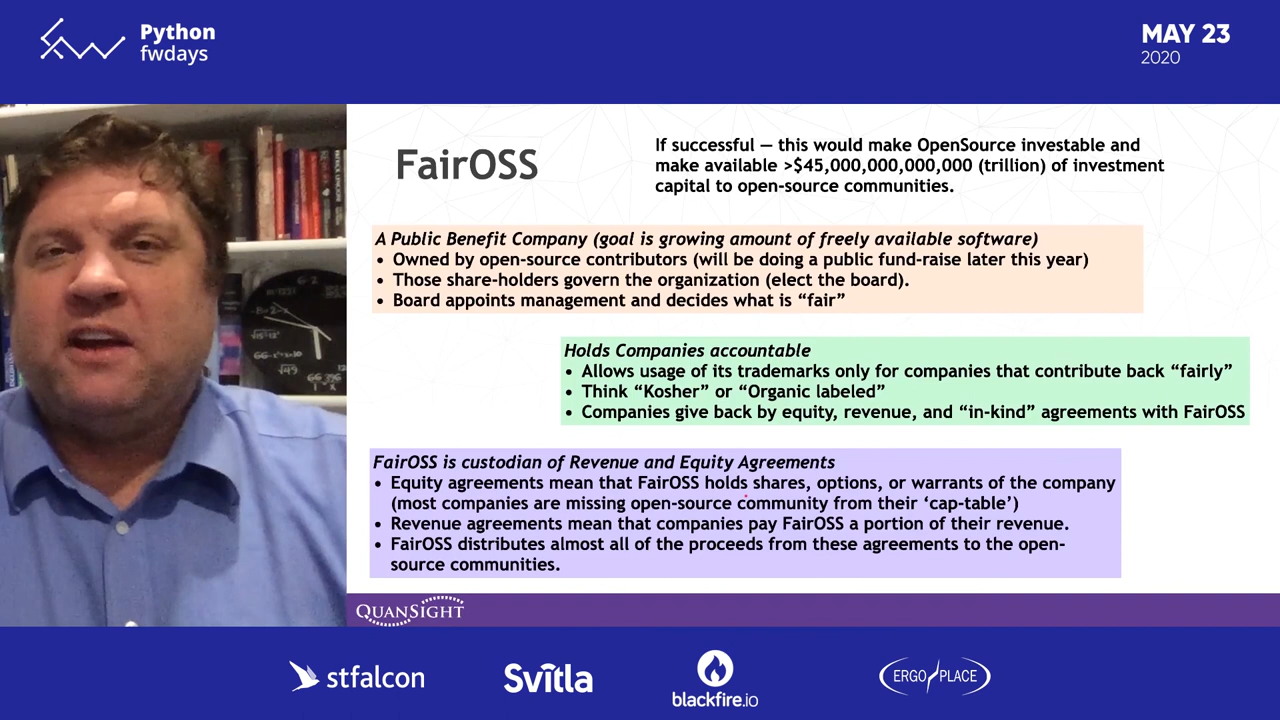 Python
fwdays
MAY 23
2020
FairOSS
If successful — this would make OpenSource investable and
make available >$45,000,000,000,000 (trillion) of investment
capital to open-source communities.
A Public Benefit Company (goal is growing amount of freely available software)
• Owned by open-source contributors (will be doing a public fund-raise later this year)
• Those share-holders govern the organization (elect the board).
• Board appoints management and decides what is “fair”
Holds Companies accountable
• Allows usage of its trademarks only for companies that contribute back “fairly”
• Think “Kosher” or “Organic labeled”
• Companies give back by equity, revenue, and “in-kind” agreements with FairOSS
FairOSS is custodian of Revenue and Equity Agreements
• Equity agreements mean that FairOSS holds shares, options, or warrants of the company
(most companies are missing open-source community from their ‘cap-table’)
• Revenue agreements mean that companies pay FairOSS a portion of their revenue.
• FairOSS distributes almost all of the proceeds from these agreements to the open-
source communities.
QUANSIGHT
stfalcon
Svitla
blackfire.io
ERGO PLACE